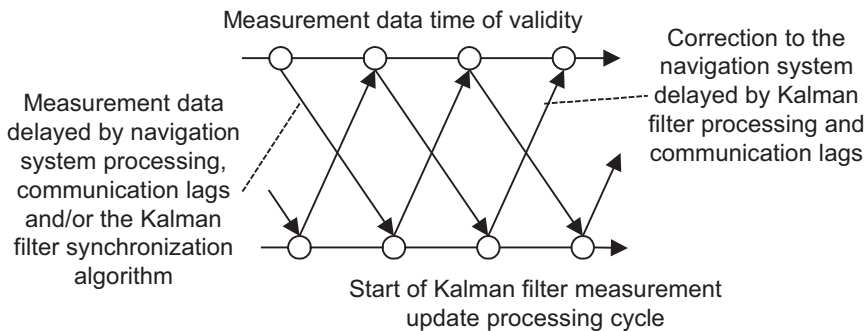 Measurement data time of validity
Correction to the
navigation system
delayed by Kalman
filter processing and
communication lags
Measurement data
delayed by navigation
system processing,
communication lags
and/or the Kalman
filter synchronization
algorithm
Start of Kalman filter measurement
update processing cycle